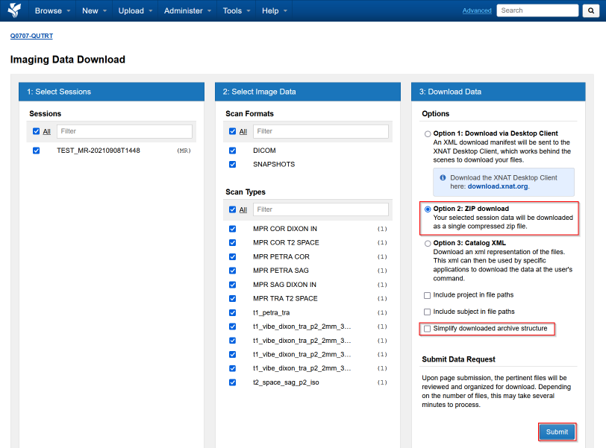 Browse New Upload Administer Tools Help Advanced Search
Q0707-QUTRT
Imaging Data Download
1: Select Sessions
Sessions
All Filter
TEST_MR-20210908T1448 (MR)
2: Select Image Data
Scan Formats
All Filter
DICOM
SNAPSHOTS
Scan Types
All Filter
MPR COR DIXON IN (1)
MPR COR T2 SPACE (1)
MPR PETRA COR (1)
MPR PETRA SAG (1)
MPR SAG DIXON IN (1)
MPR TRA T2 SPACE (1)
t1_petra_tra (1)
t1_vibe_dixon_tra_p2_2mm_3... (1)
t1_vibe_dixon_tra_p2_2mm_3... (1)
t1_vibe_dixon_tra_p2_2mm_3... (1)
t1_vibe_dixon_tra_p2_2mm_3... (1)
t2_space_sag_p2_iso (1)
3: Download Data
Options
Option 1: Download via Desktop Client
An XML download manifest will be sent to the
XNAT Desktop Client, which works behind the
scenes to download your files.
Download the XNAT Desktop Client
here: download.xnat.org.
Option 2: ZIP download
Your selected session data will be downloaded
as a single compressed zip file.
Option 3: Catalog XML
Download an xml representation of the files.
This xml can then be used by specific
applications to download the data at the user's
command.
Include project in file paths
Include subject in file paths
Simplify downloaded archive structure
Submit Data Request
Upon page submission, the pertinent files will be
reviewed and organized for download. Depending
on the number of files, this may take several
minutes to process.
Submit